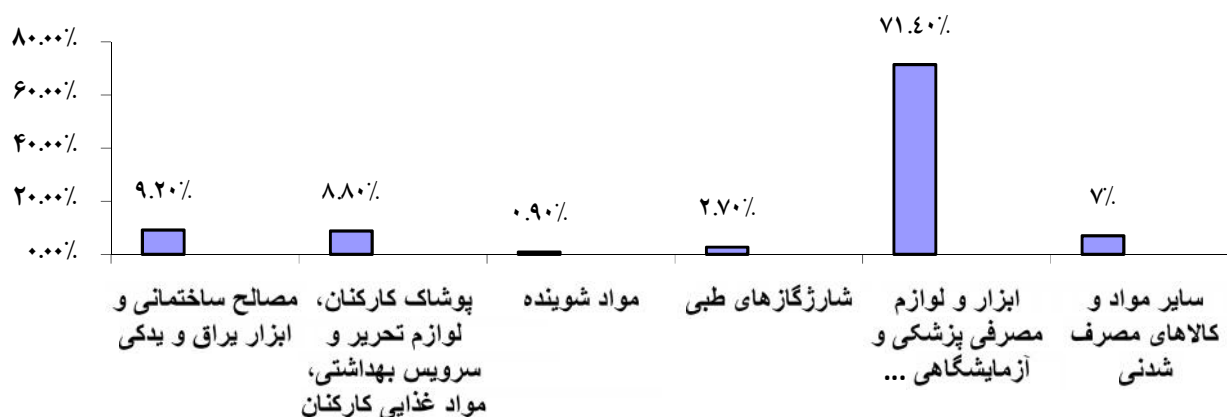 ۸۰.۰۰٪
۶۰.۰۰٪
۴۰.۰۰٪
۲۰.۰۰٪
۰.۰۰٪
۹.۲۰٪
۸.۸۰٪
۰.۹۰٪
۲.۷۰٪
۷۱.۴۰٪
۷٪
مصالح ساختمانی و
ابزار یراق و یدکی
پوشاک کارکنان،
لوازم تحریر و
سرویس بهداشتی،
مواد غذایی کارکنان
مواد شوینده
شارژگازهای طبی
ابزار و لوازم
مصرفی پزشکی و
آزمایشگاهی ...
سایر مواد و
کالاهای مصرف
شدنی